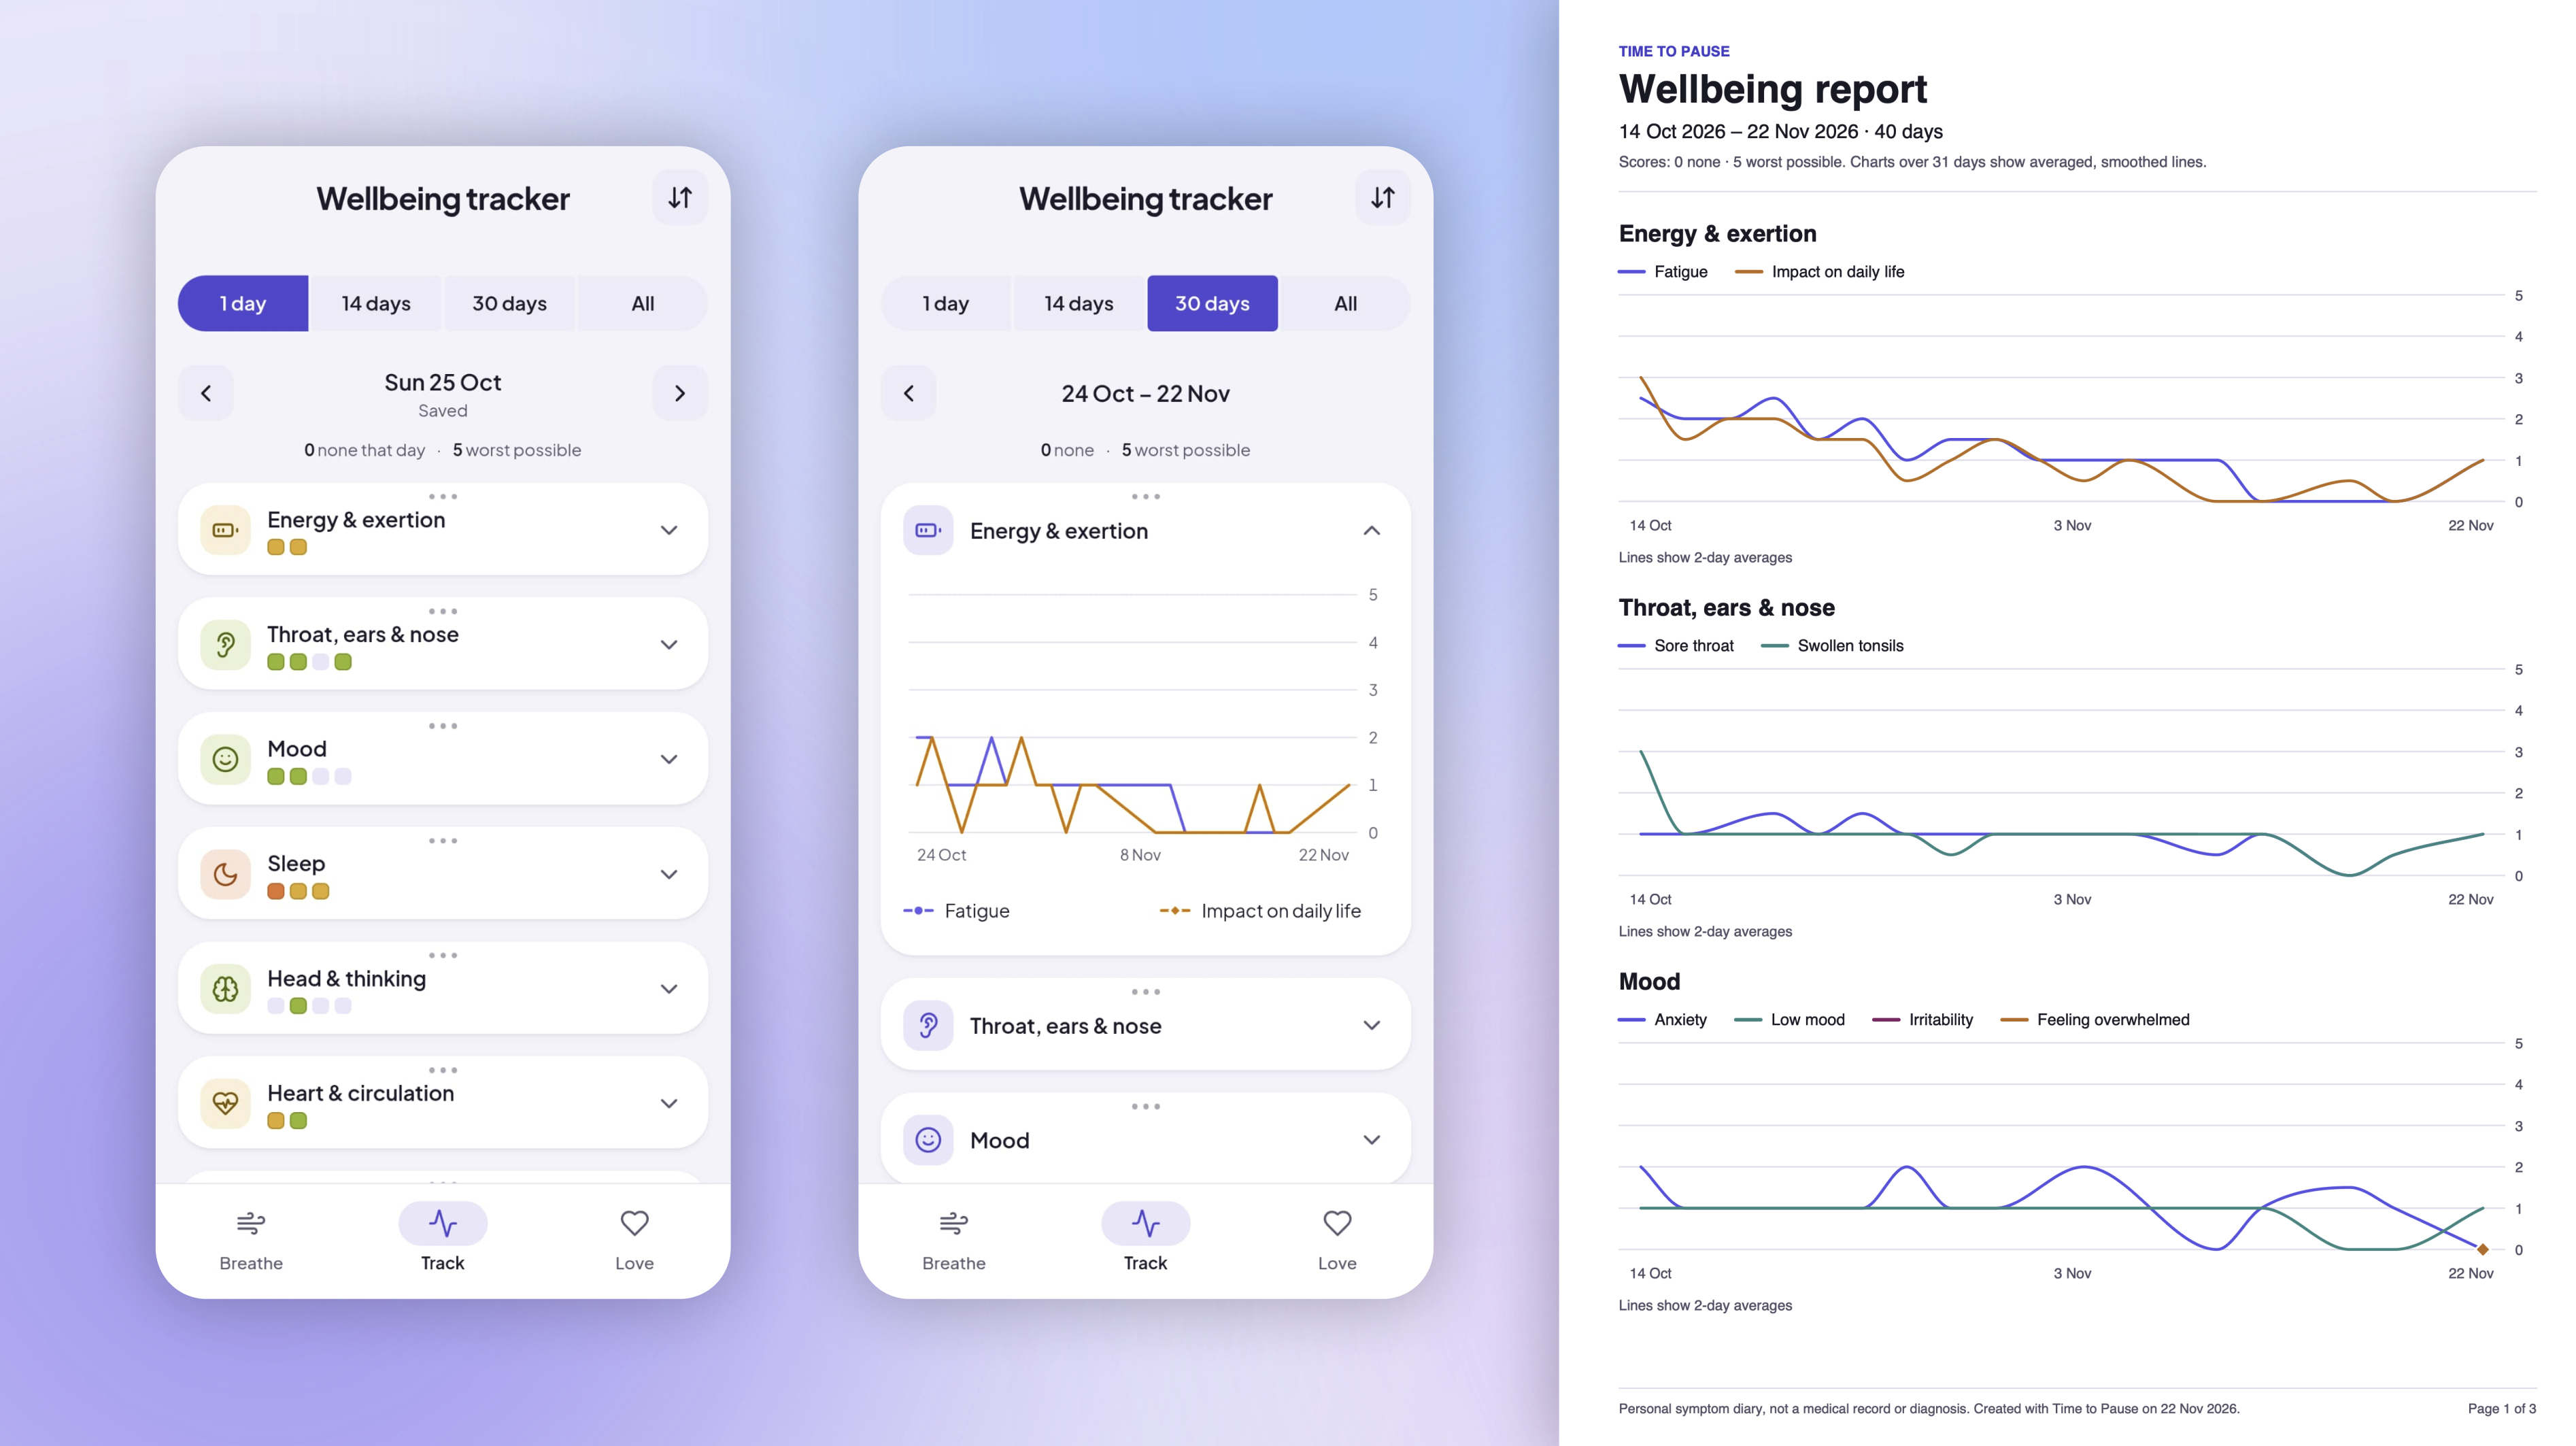 Wellbeing tracker
1 day
14 days
30 days
All
Sun 25 Oct
Saved
0 none that day · 5 worst possible
Energy & exertion
Throat, ears & nose
Mood
Sleep
Head & thinking
Heart & circulation
Breathe
Track
Love
Wellbeing tracker
1 day
14 days
30 days
All
24 Oct – 22 Nov
0 none · 5 worst possible
Energy & exertion
5
4
3
2
1
0
24 Oct
8 Nov
22 Nov
Fatigue
Impact on daily life
Throat, ears & nose
Mood
Breathe
Track
Love
TIME TO PAUSE
Wellbeing report
14 Oct 2026 – 22 Nov 2026 · 40 days
Scores: 0 none · 5 worst possible. Charts over 31 days show averaged, smoothed lines.
Energy & exertion
Fatigue
Impact on daily life
5
4
3
2
1
0
14 Oct
3 Nov
22 Nov
Lines show 2-day averages
Throat, ears & nose
Sore throat
Swollen tonsils
5
4
3
2
1
0
14 Oct
3 Nov
22 Nov
Lines show 2-day averages
Mood
Anxiety
Low mood
Irritability
Feeling overwhelmed
5
4
3
2
1
0
14 Oct
3 Nov
22 Nov
Lines show 2-day averages
Personal symptom diary, not a medical record or diagnosis. Created with Time to Pause on 22 Nov 2026.
Page 1 of 3